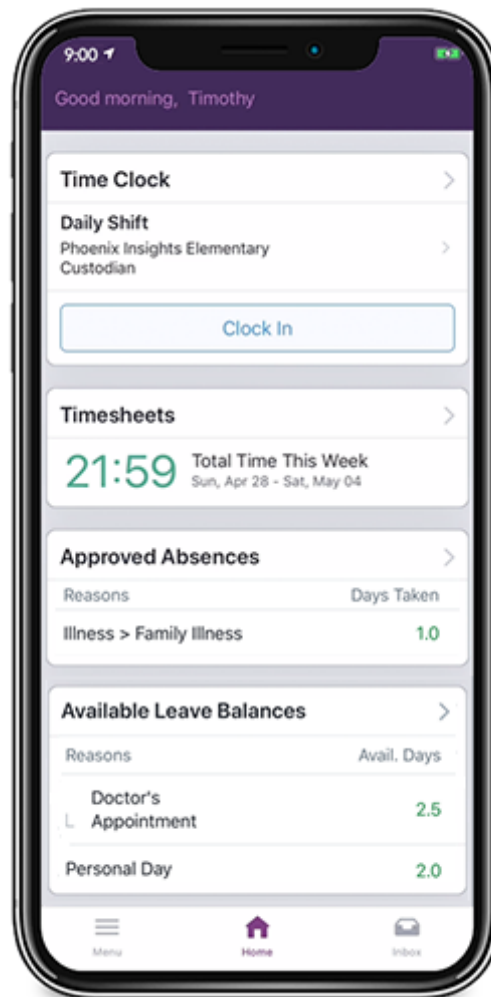 9:00
Good morning, Timothy
Time Clock
Daily Shift
Phoenix Insights Elementary
Custodian
Clock In
Timesheets
21:59 Total Time This Week
Sun, Apr 28 - Sat, May 04
Approved Absences
Reasons Days Taken
Illness > Family Illness 1.0
Available Leave Balances
Reasons Avail. Days
Doctor's
Appointment 2.5
Personal Day 2.0
Menu Home Inbox